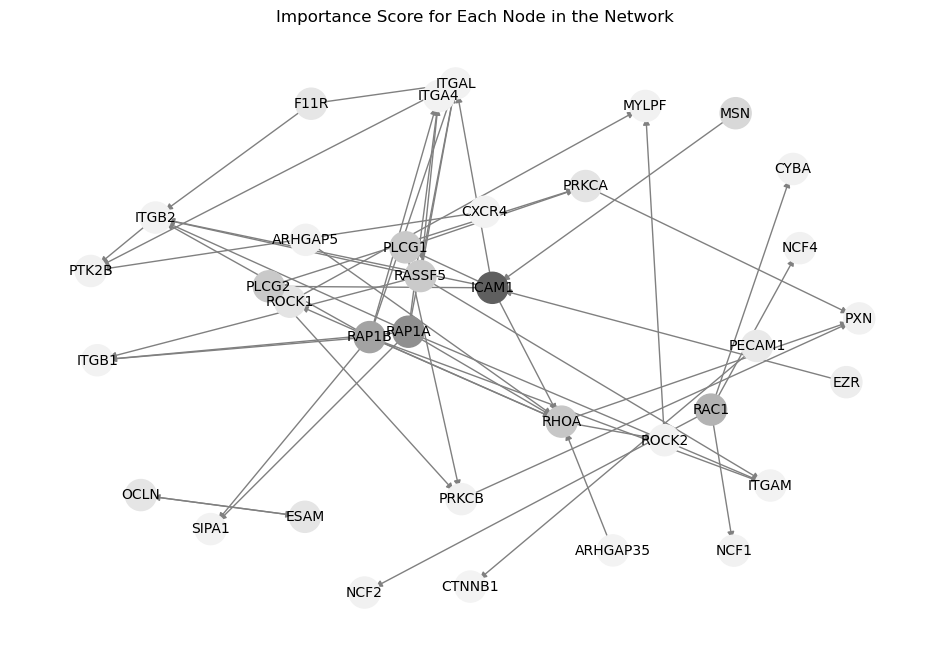 Importance Score for Each Node in the Network
ITGAL
ITGA4
F11R
MYLPF
MSN
CYBA
PRKCA
CXCR4
ITGB2
ARHGAP5
PLCG1
NCF4
PTK2B
RASSF5
PLCG2
ICAM1
ROCK1
PXN
RAP1B
RAP1A
PECAM1
ITGB1
EZR
RAC1
RHOA
ROCK2
ITGAM
OCLN
PRKCB
ESAM
SIPA1
ARHGAP35
NCF1
CTNNB1
NCF2